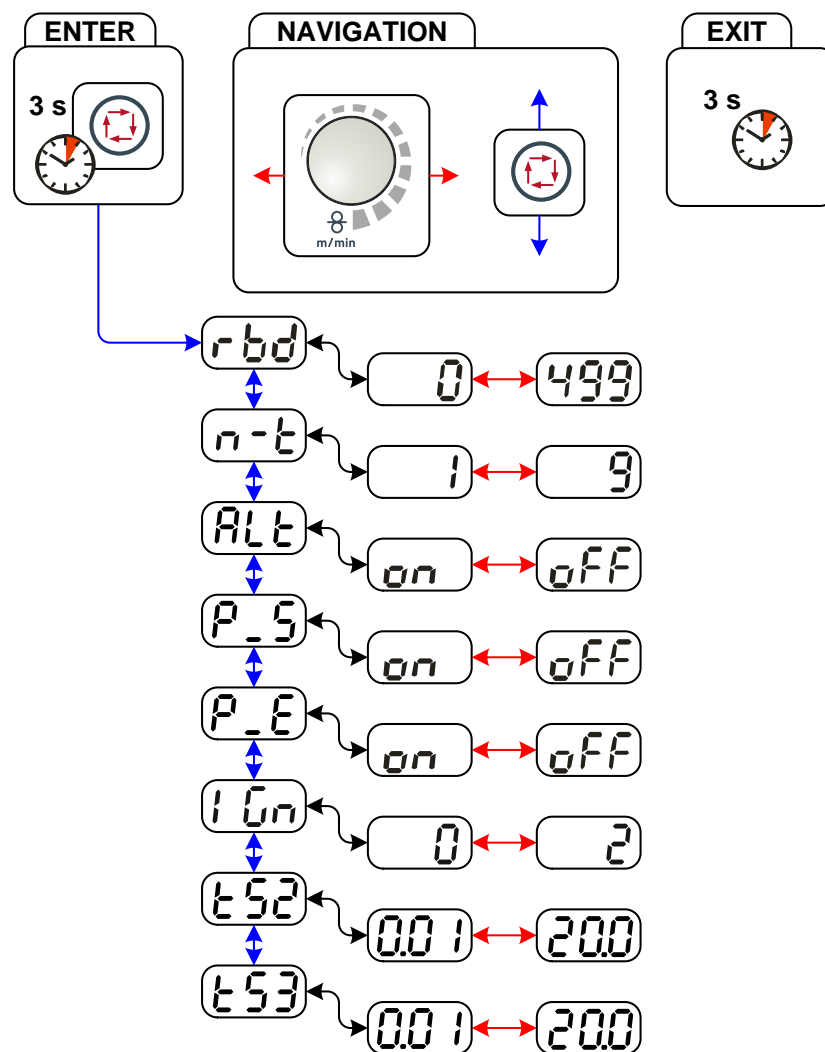 ENTER NAVIGATION EXIT
3 s 3 s
m/min
rbd
0 499
n-t
1 9
ALt
on oFF
P_S
on oFF
P_E
on oFF
IGn
0 2
tS2
0.01 20.0
tS3
0.01 20.0